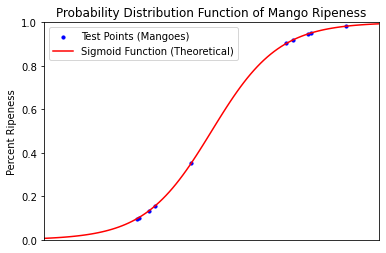 Probability Distribution Function of Mango Ripeness
Test Points (Mangoes)
Sigmoid Function (Theoretical)
Percent Ripeness
1.0
0.8
0.6
0.4
0.2
0.0